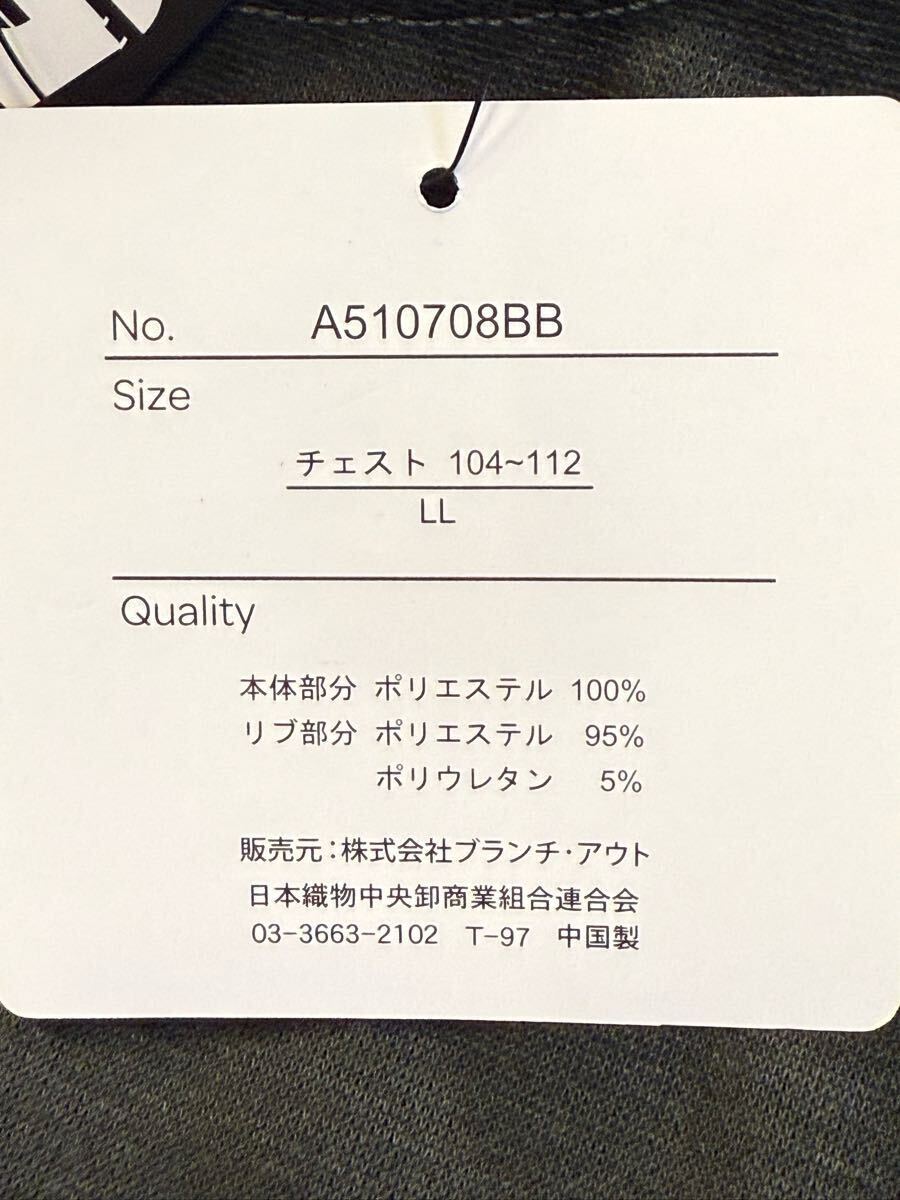 No. A510708BB
Size
チェスト 104~112
LL
Quality
本体部分 ポリエステル 100%
リブ部分 ポリエステル 95%
ポリウレタン 5%
販売元:株式会社ブランチ・アウト
日本織物中央卸商業組合連合会
03-3663-2102 T-97 中国製